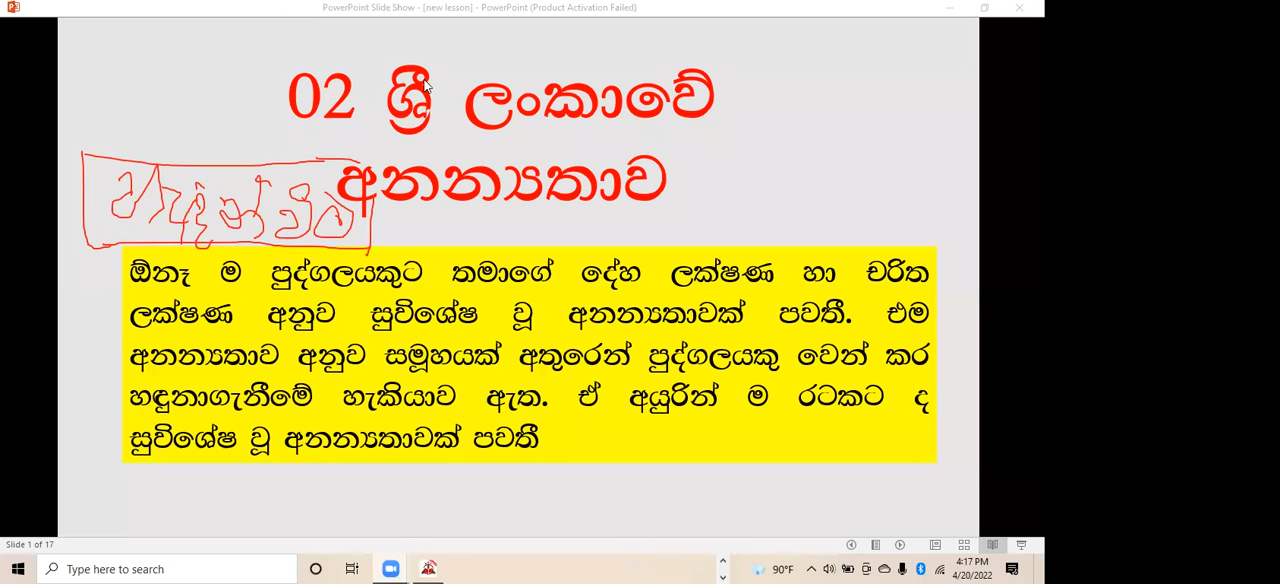 PowerPoint Slide Show - [new lesson] - PowerPoint (Product Activation Failed)
02 ශ්‍රී ලංකාවේ
අනන්‍යතාව
හැඳින්වීම
ඕනෑ ම පුද්ගලයකුට තමාගේ දේහ ලක්ෂණ හා චරිත
ලක්ෂණ අනුව සුවිශේෂ වූ අනන්‍යතාවක් පවතී. එම
අනන්‍යතාව අනුව සමූහයක් අතුරෙන් පුද්ගලයකු වෙන් කර
හඳුනාගැනීමේ හැකියාව ඇත. ඒ අයුරින් ම රටකට ද
සුවිශේෂ වූ අනන්‍යතාවක් පවතී
Slide 1 of 17
Type here to search
90°F
4:17 PM
4/20/2022